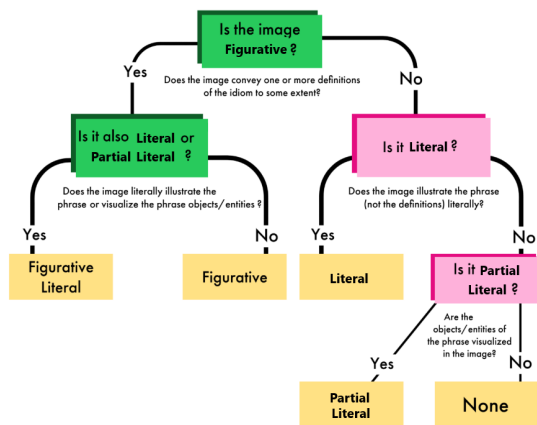 Is the image
Figurative ?
Yes
No
Does the image convey one or more definitions
of the idiom to some extent?
Is it also Literal or
Partial Literal ?
Is it Literal ?
Does the image literally illustrate the
phrase or visualize the phrase objects/entities ?
Does the image illustrate the phrase
(not the definitions) literally?
Yes
No
Yes
No
Figurative
Literal
Figurative
Literal
Is it Partial
Literal ?
Are the
objects/entities of
the phrase visualized
in the image?
Yes
No
Partial
Literal
None